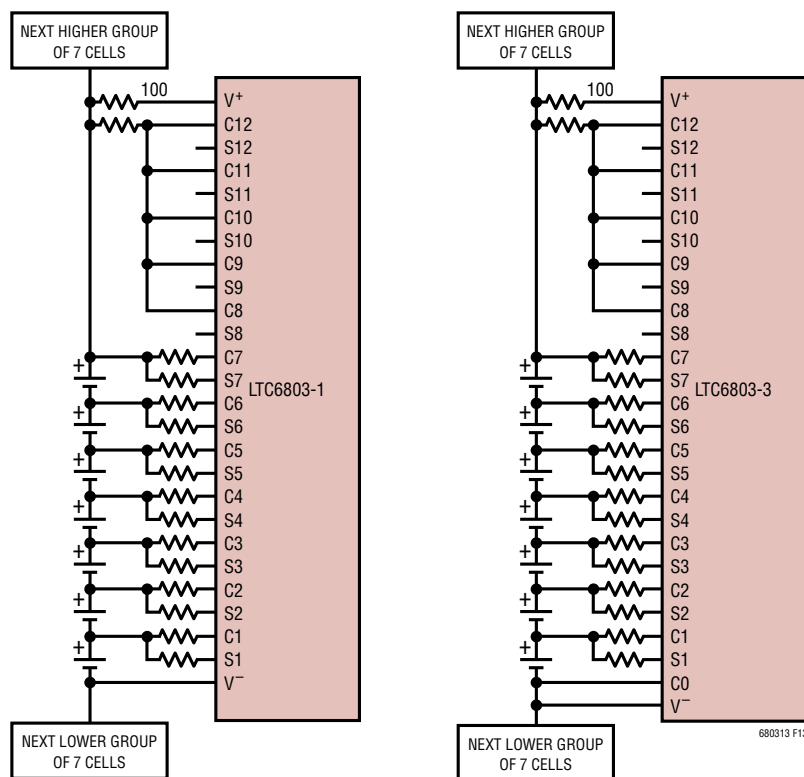 NEXT HIGHER GROUP
OF 7 CELLS
100
V+
C12
S12
C11
S11
C10
S10
C9
S9
C8
S8
C7
S7
C6
S6
C5
S5
C4
S4
C3
S3
C2
S2
C1
S1
V−
LTC6803-1
+
+
+
+
+
+
+
NEXT LOWER GROUP
OF 7 CELLS
NEXT HIGHER GROUP
OF 7 CELLS
100
V+
C12
S12
C11
S11
C10
S10
C9
S9
C8
S8
C7
S7
C6
S6
C5
S5
C4
S4
C3
S3
C2
S2
C1
S1
C0
V−
LTC6803-3
+
+
+
+
+
+
+
NEXT LOWER GROUP
OF 7 CELLS
680313 F13